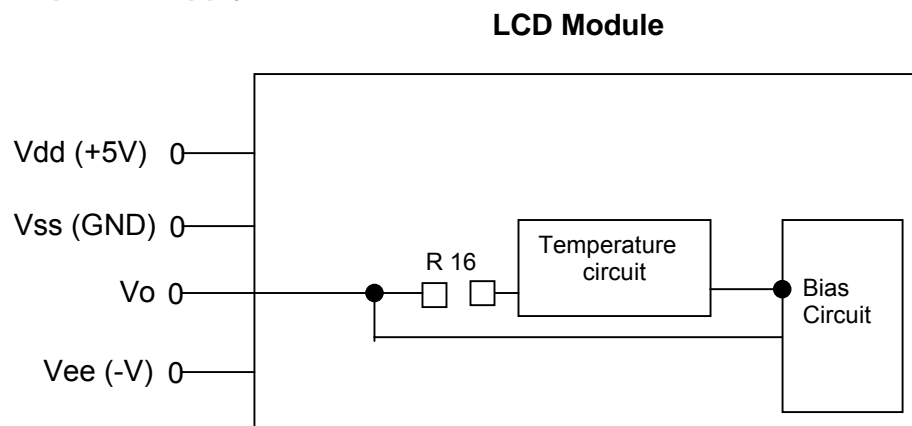 LCD Module
Vdd (+5V) 0
Vss (GND) 0
R 16
Temperature
circuit
Vo 0
Bias
Circuit
Vee (-V) 0